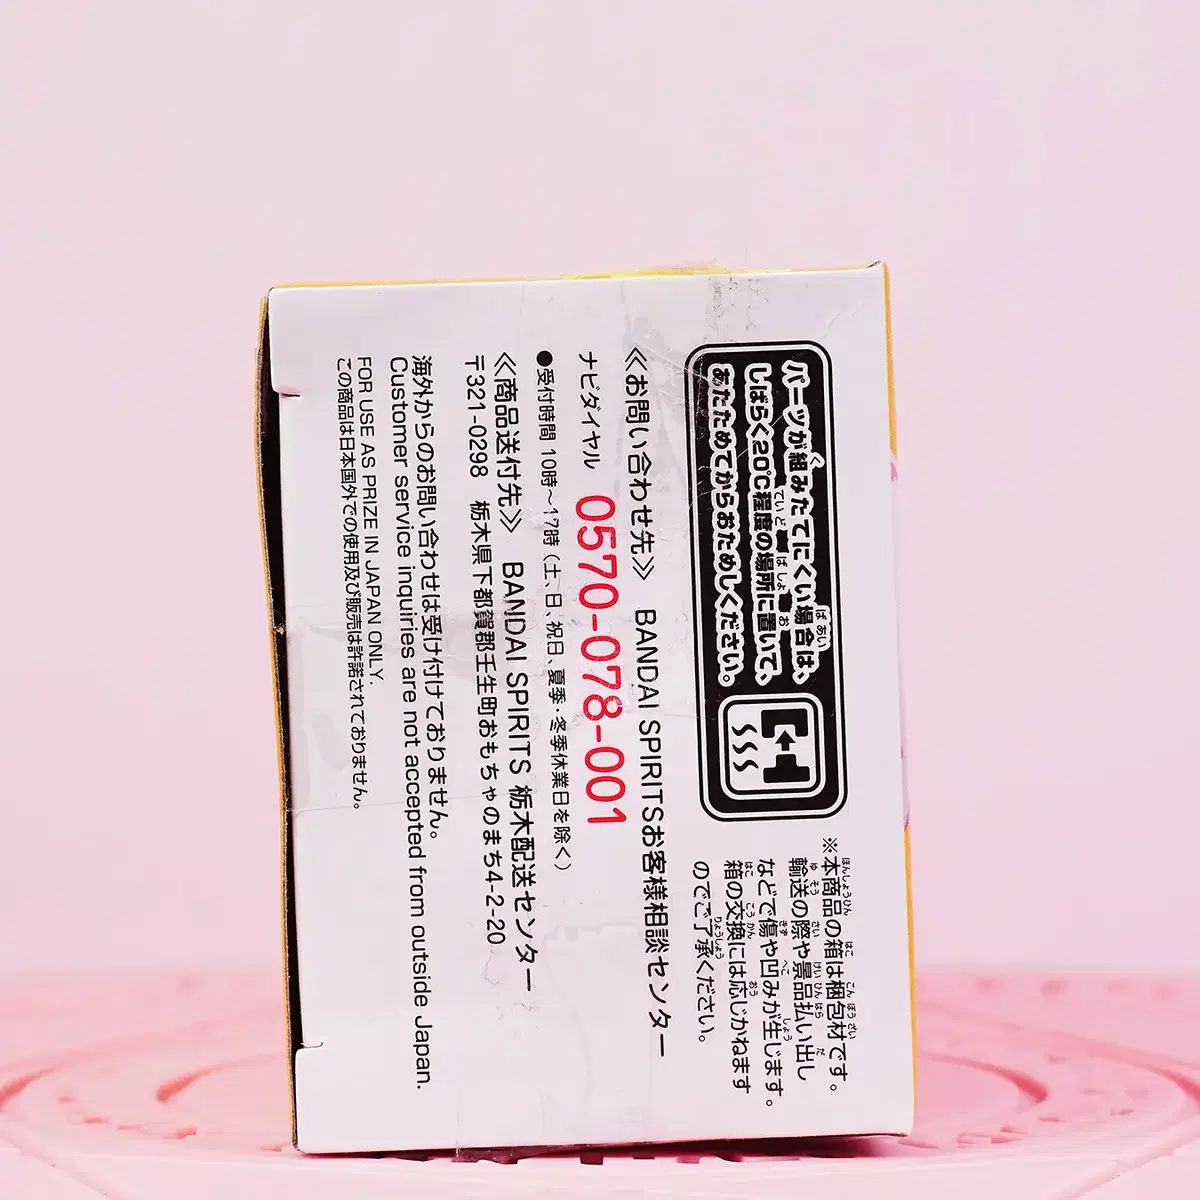 パーツが組みたてにくい場合は、
しばらく20℃程度の場所に置いて、
あたためてからおためしください。
※本商品の箱は梱包材です。
輸送の際や景品払い出し
などで傷や凹みが生じます。
箱の交換には応じかねます
のでご了承ください。
≪お問い合わせ先≫ BANDAI SPIRITSお客様相談センター
ナビダイヤル 0570-078-001
●受付時間 10時～17時(土、日、祝日、夏季・冬季休業日を除く)
≪商品送付先≫ BANDAI SPIRITS 栃木配送センター
〒321-0298 栃木県下都賀郡壬生町おもちゃのまち4-2-20
海外からのお問い合わせは受け付けておりません。
Customer service inquiries are not accepted from outside Japan.
FOR USE AS PRIZE IN JAPAN ONLY.
この商品は日本国外での使用及び販売は許諾されておりません。